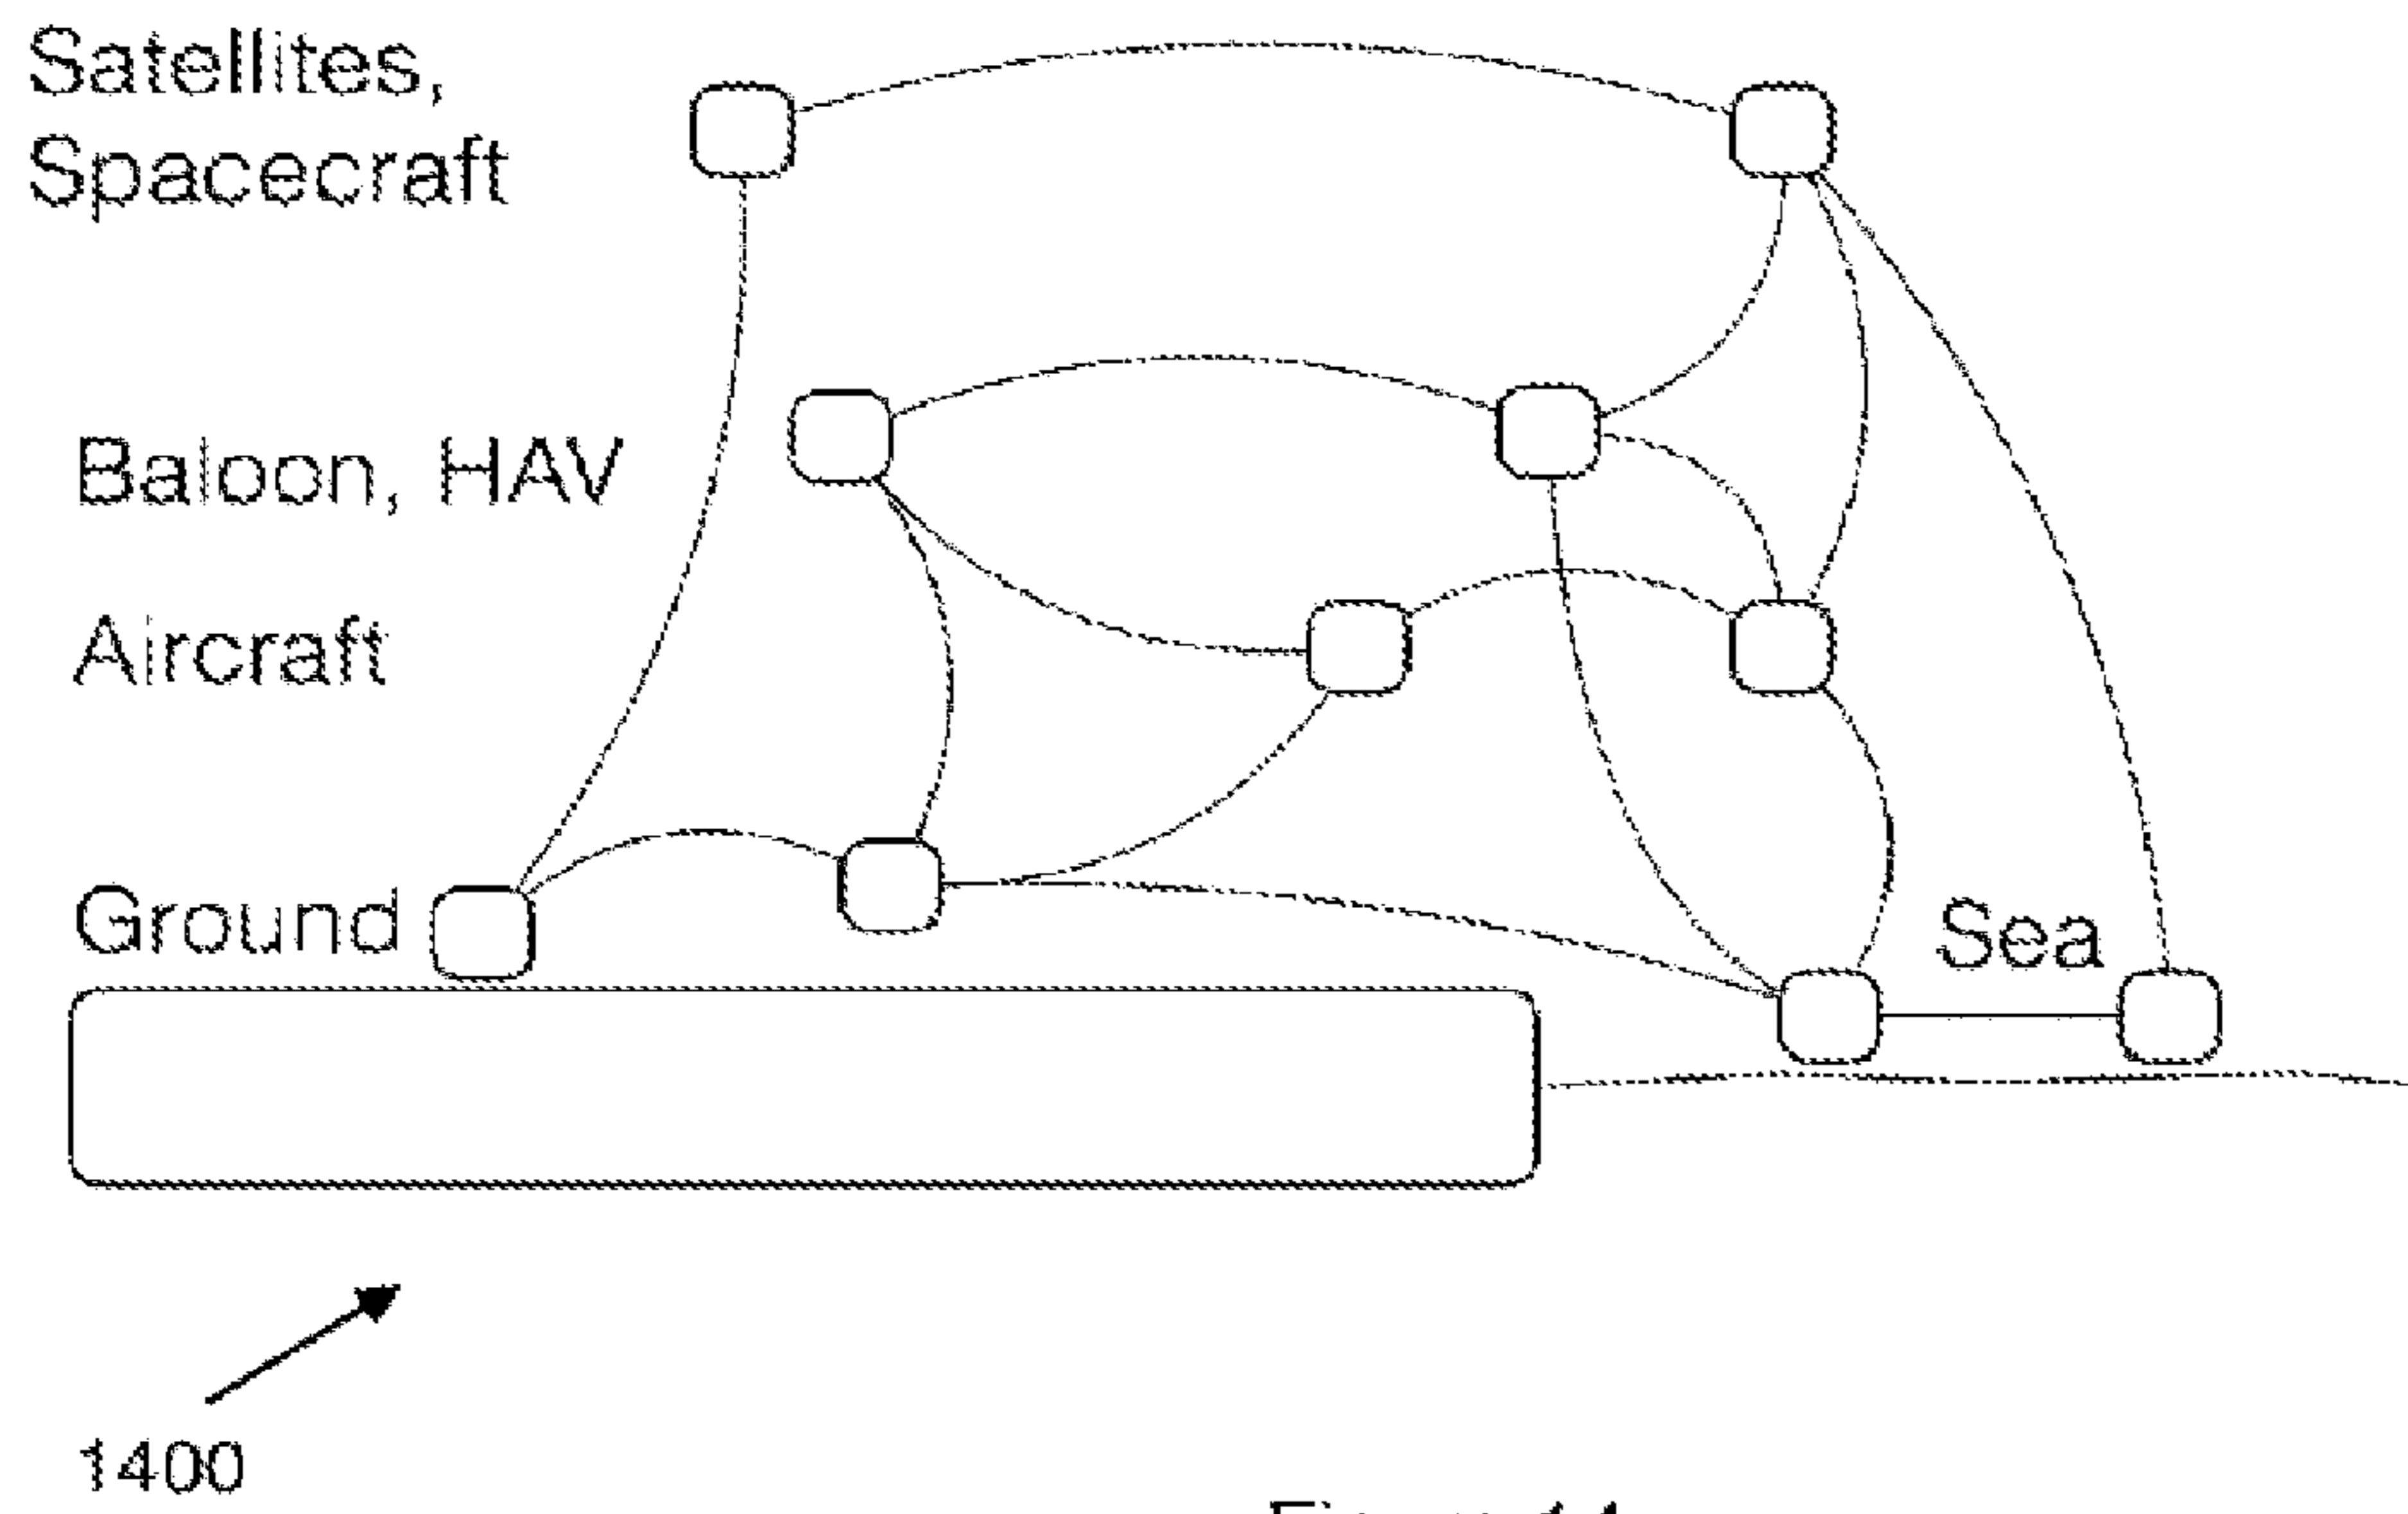 Satellites,
Spacecraft
Baloon, HAV
Aircraft
Ground
Sea
1400